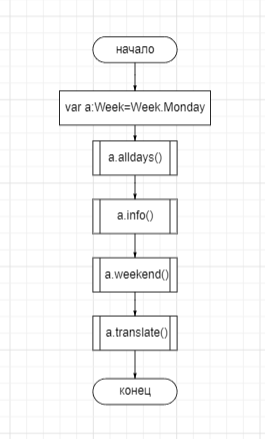 начало
var a:Week=Week.Monday
a.alldays()
a.info()
a.weekend()
a.translate()
конец